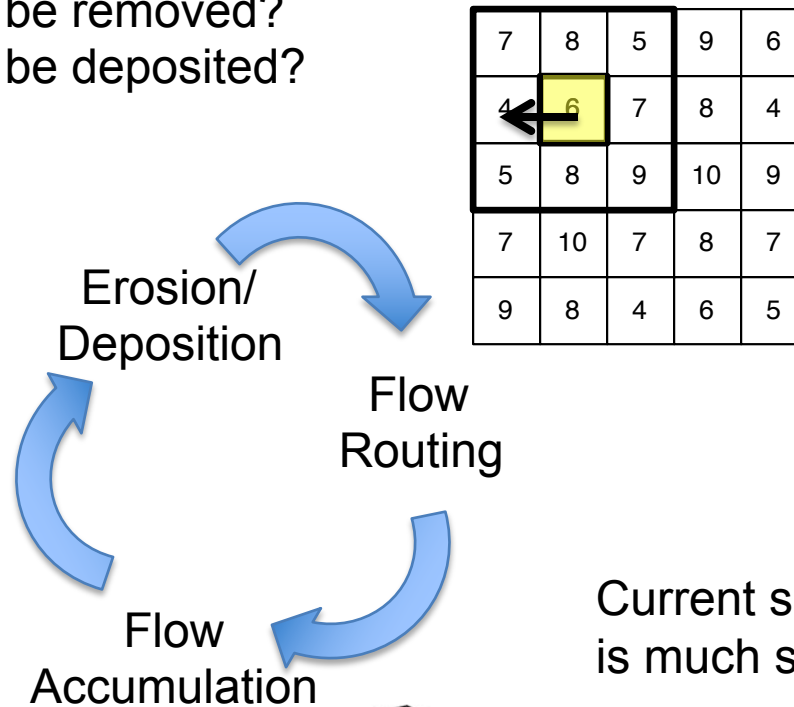 be removed?
be deposited?
7 8 5 9 6
4 6 7 8 4
5 8 9 10 9
7 10 7 8 7
9 8 4 6 5
Erosion/
Deposition
Flow
Routing
Flow
Accumulation
Current s
is much s